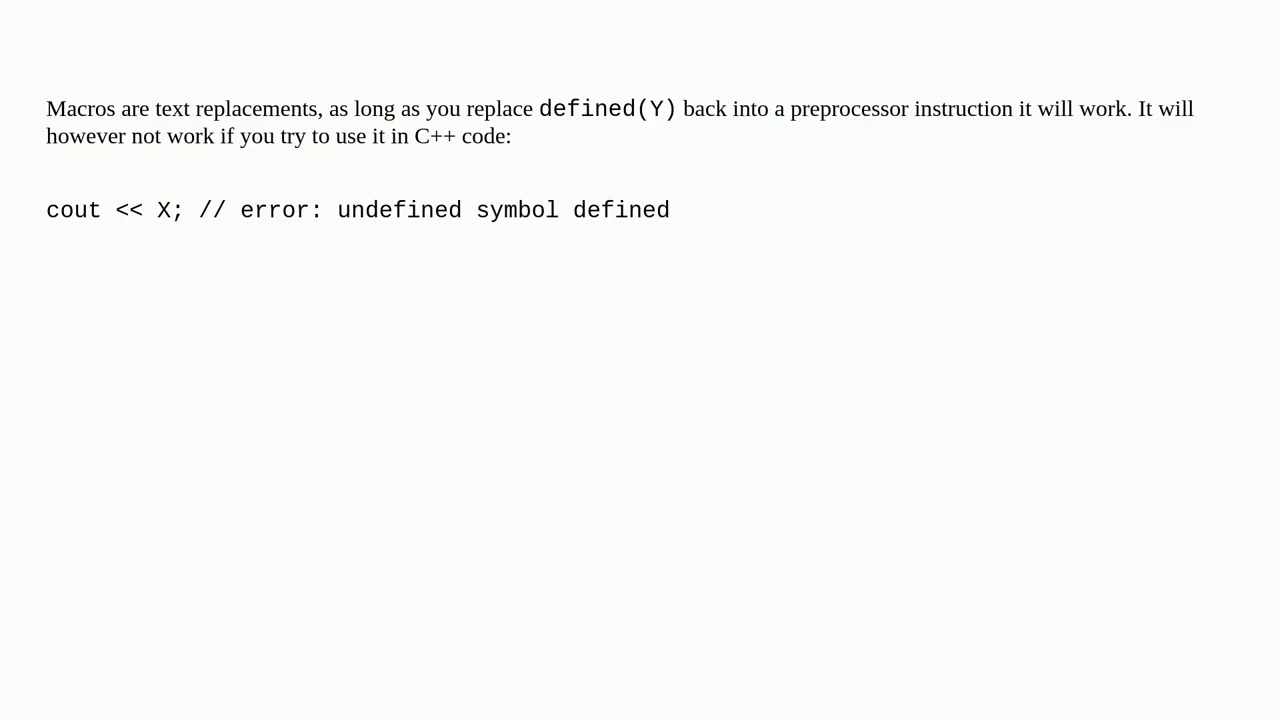 Macros are text replacements, as long as you replace defined(Y) back into a preprocessor instruction it will work. It will
however not work if you try to use it in C++ code:
cout << X; // error: undefined symbol defined